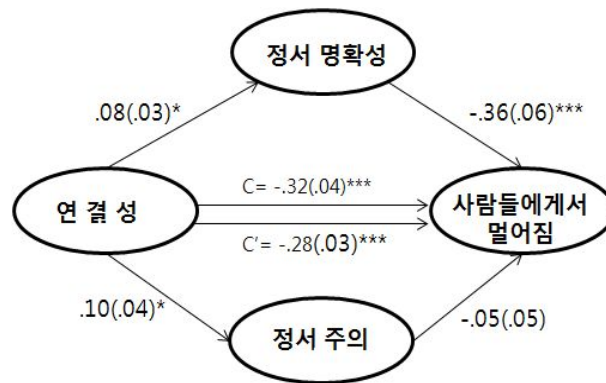 정서 명확성
.08(.03)*
-.36(.06)***
C= -.32(.04)***
연 결 성
사람들에게서
멀어짐
C′= -.28(.03)***
.10(.04)*
-.05(.05)
정서 주의